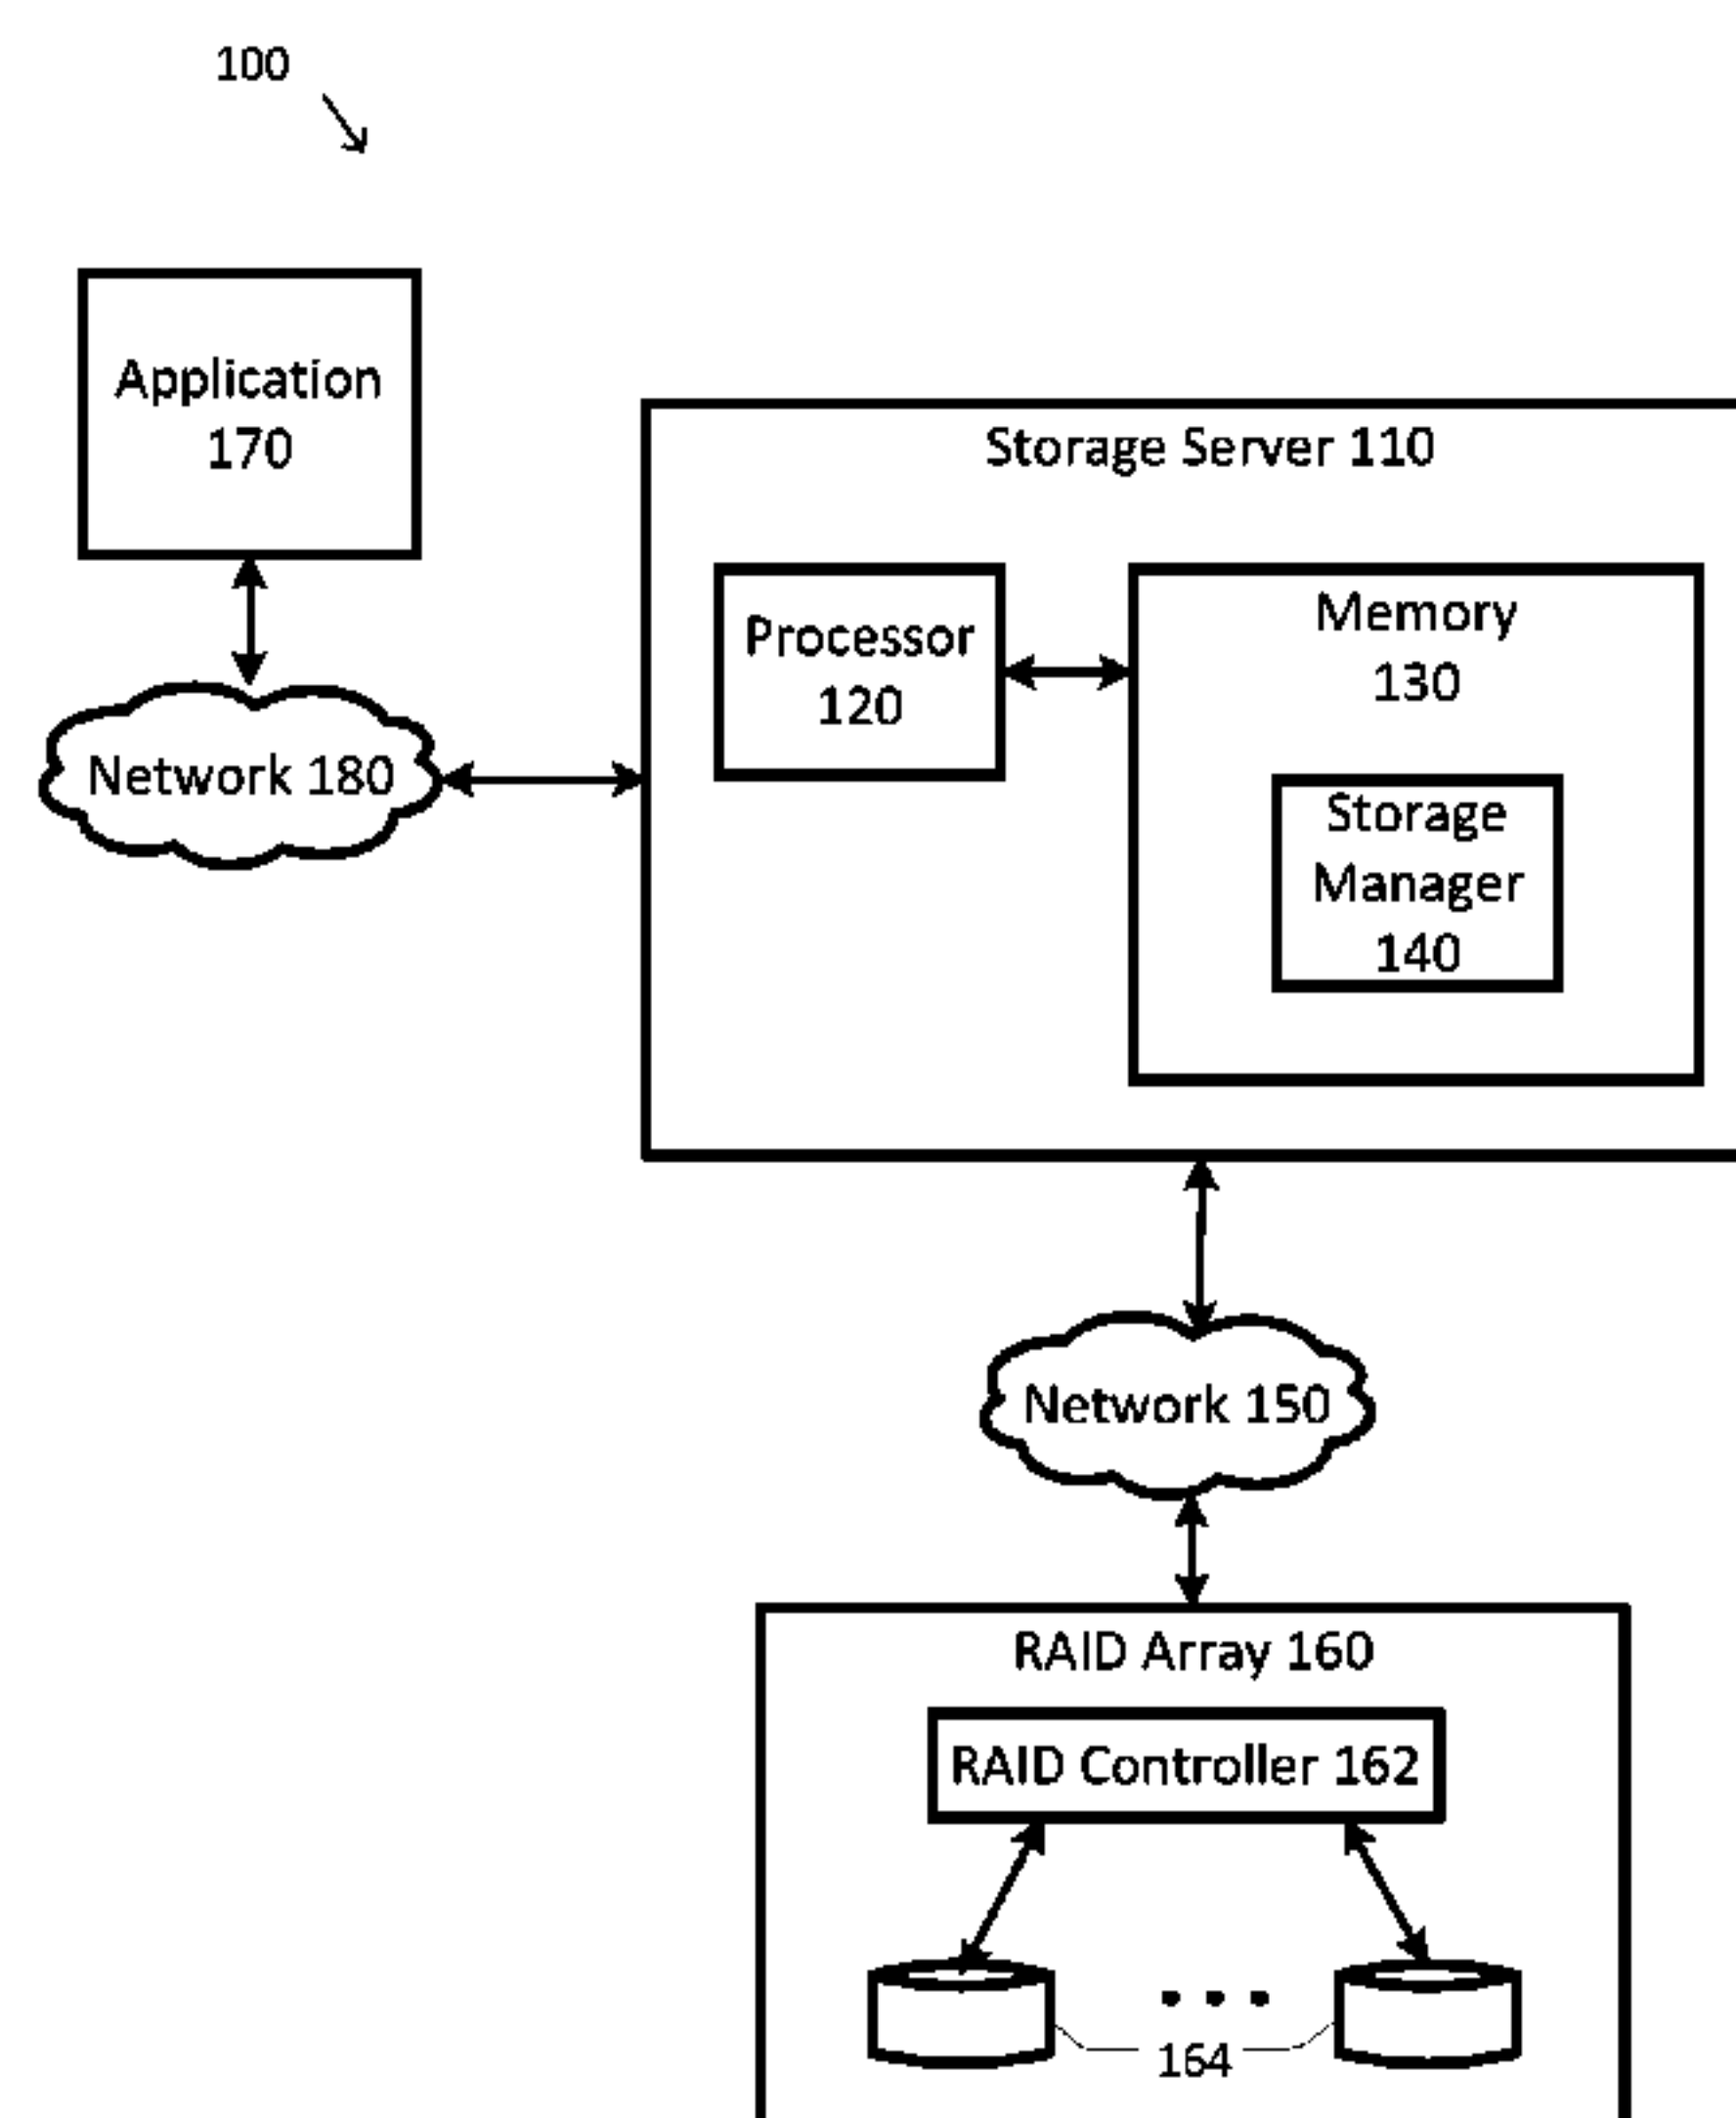 100
Application
170
Storage Server 110
Processor
120
Memory
130
Network 180
Storage
Manager
140
Network 150
RAID Array 160
RAID Controller 162
164